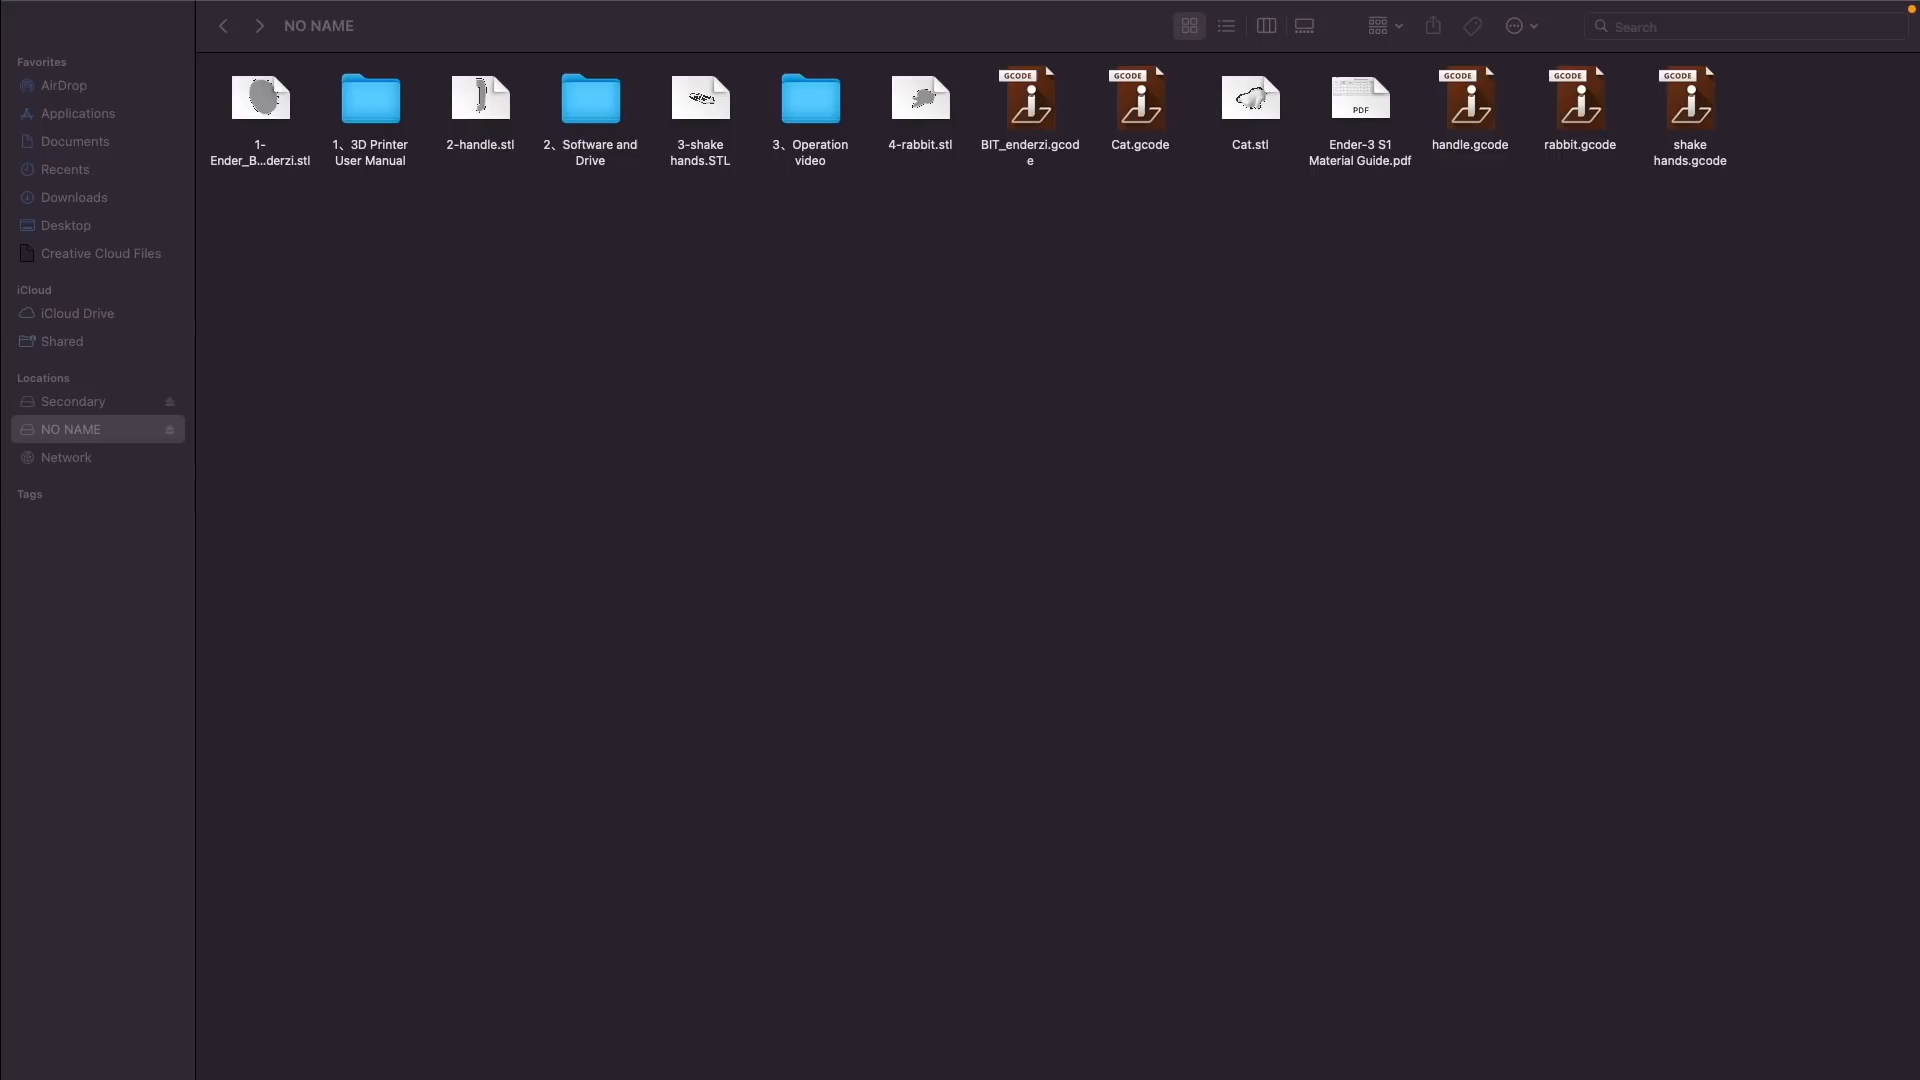 NO NAME
Search
Favorites
AirDrop
Applications
Documents
Recents
Downloads
Desktop
Creative Cloud Files
iCloud
iCloud Drive
Shared
Locations
Secondary
NO NAME
Network
Tags
1-
Ender_B...derzi.stl
1、3D Printer
User Manual
2-handle.stl
2、Software and
Drive
3-shake
hands.STL
3、Operation
video
4-rabbit.stl
GCODE
BIT_enderzi.gcod
e
GCODE
Cat.gcode
Cat.stl
PDF
Ender-3 S1
Material Guide.pdf
GCODE
handle.gcode
GCODE
rabbit.gcode
GCODE
shake
hands.gcode